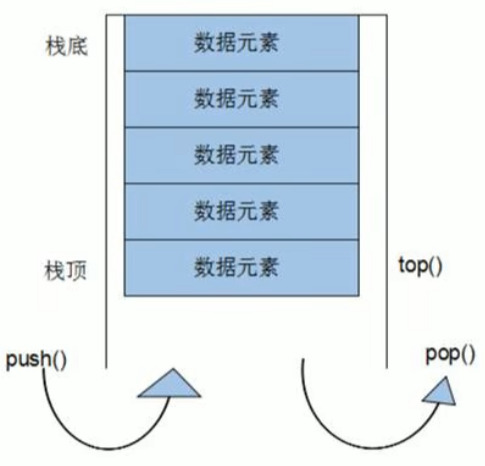 栈底
数据元素
数据元素
数据元素
数据元素
栈顶
数据元素
top()
push()
pop()